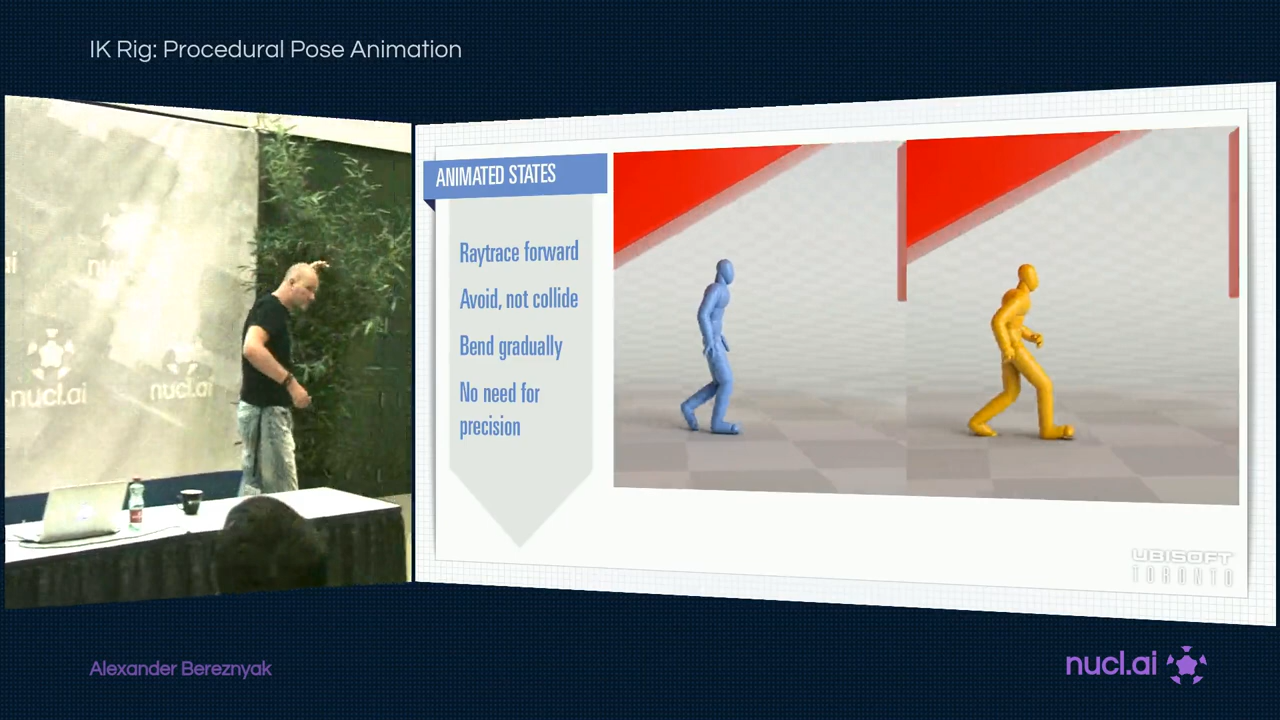 IK Rig: Procedural Pose Animation
ANIMATED STATES
Raytrace forward
Avoid, not collide
Bend gradually
No need for
precision
nucl.ai
nucl.ai
UBISOFT
TORONTO
Alexander Bereznyak
nucl.ai